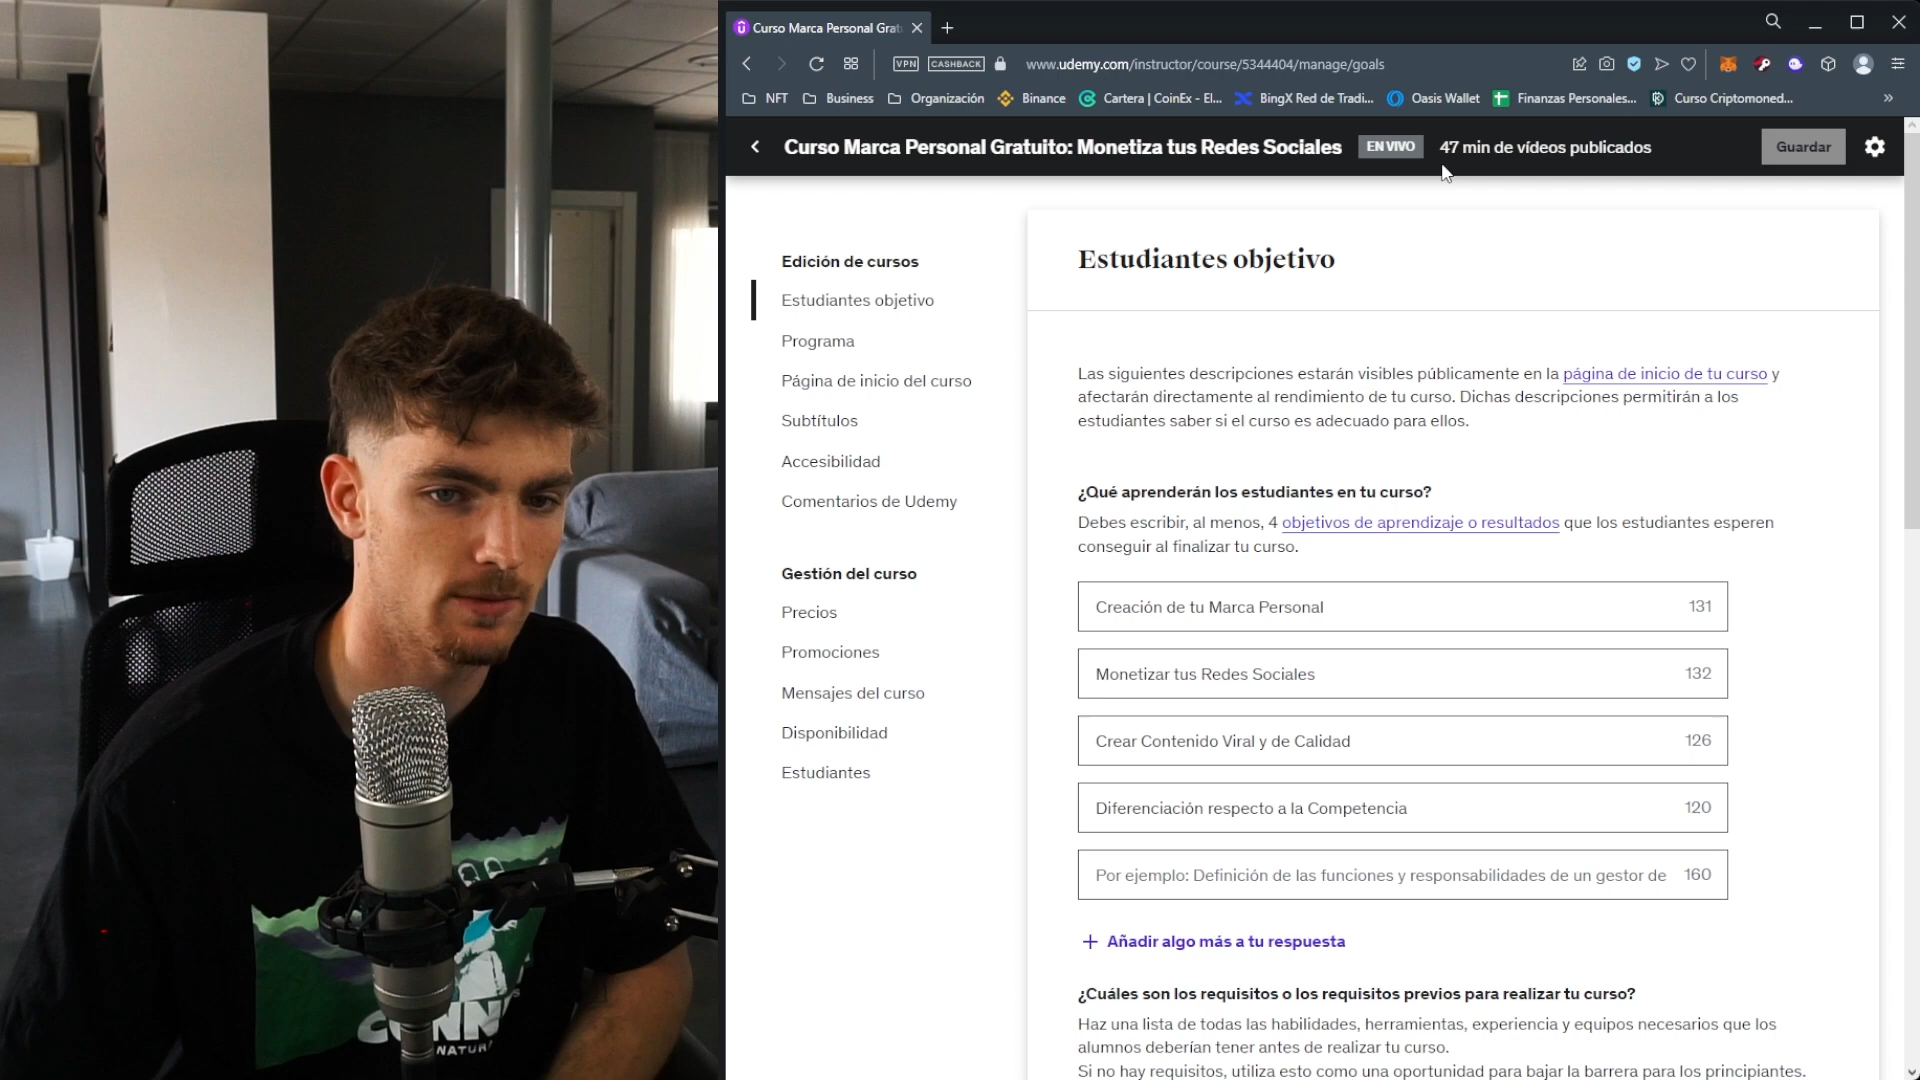 Curso Marca Personal Grat
www.udemy.com/instructor/course/5344404/manage/goals
VPN
CASHBACK
NFT
Business
Organización
Binance
Cartera | CoinEx - El...
BingX Red de Tradi...
Oasis Wallet
Finanzas Personales...
Curso Criptomoned...
Curso Marca Personal Gratuito: Monetiza tus Redes Sociales
EN VIVO
47 min de vídeos publicados
Guardar
Edición de cursos
Estudiantes objetivo
Programa
Página de inicio del curso
Subtítulos
Accesibilidad
Comentarios de Udemy
Gestión del curso
Precios
Promociones
Mensajes del curso
Disponibilidad
Estudiantes
Estudiantes objetivo
Las siguientes descripciones estarán visibles públicamente en la página de inicio de tu curso y
afectarán directamente al rendimiento de tu curso. Dichas descripciones permitirán a los
estudiantes saber si el curso es adecuado para ellos.
¿Qué aprenderán los estudiantes en tu curso?
Debes escribir, al menos, 4 objetivos de aprendizaje o resultados que los estudiantes esperen
conseguir al finalizar tu curso.
Creación de tu Marca Personal 131
Monetizar tus Redes Sociales 132
Crear Contenido Viral y de Calidad 126
Diferenciación respecto a la Competencia 120
Por ejemplo: Definición de las funciones y responsabilidades de un gestor de 160
+ Añadir algo más a tu respuesta
¿Cuáles son los requisitos o los requisitos previos para realizar tu curso?
Haz una lista de todas las habilidades, herramientas, experiencia y equipos necesarios que los
alumnos deberían tener antes de realizar tu curso.
Si no hay requisitos, utiliza esto como una oportunidad para bajar la barrera para los principiantes.